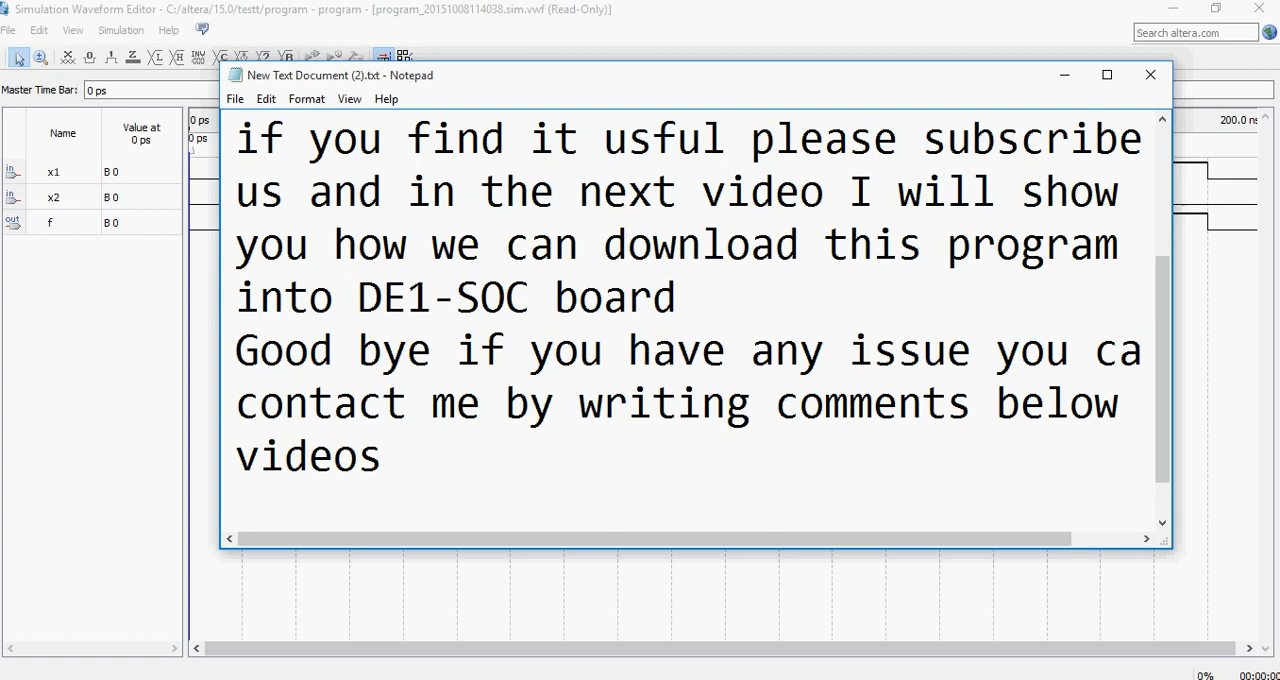 Simulation Waveform Editor - C:/altera/15.0/testt/program - program - [program_20151008114038.sim.vwf (Read-Only)]
File Edit View Simulation Help
Search altera.com
Master Time Bar: 0 ps
New Text Document (2).txt - Notepad
File Edit Format View Help
Name Value at 0 ps
0 ps
0 ps
200.0 ns
x1 B 0
x2 B 0
f B 0
if you find it usful please subscribe
us and in the next video I will show
you how we can download this program
into DE1-SOC board
Good bye if you have any issue you ca
contact me by writing comments below
videos
0% 00:00:00